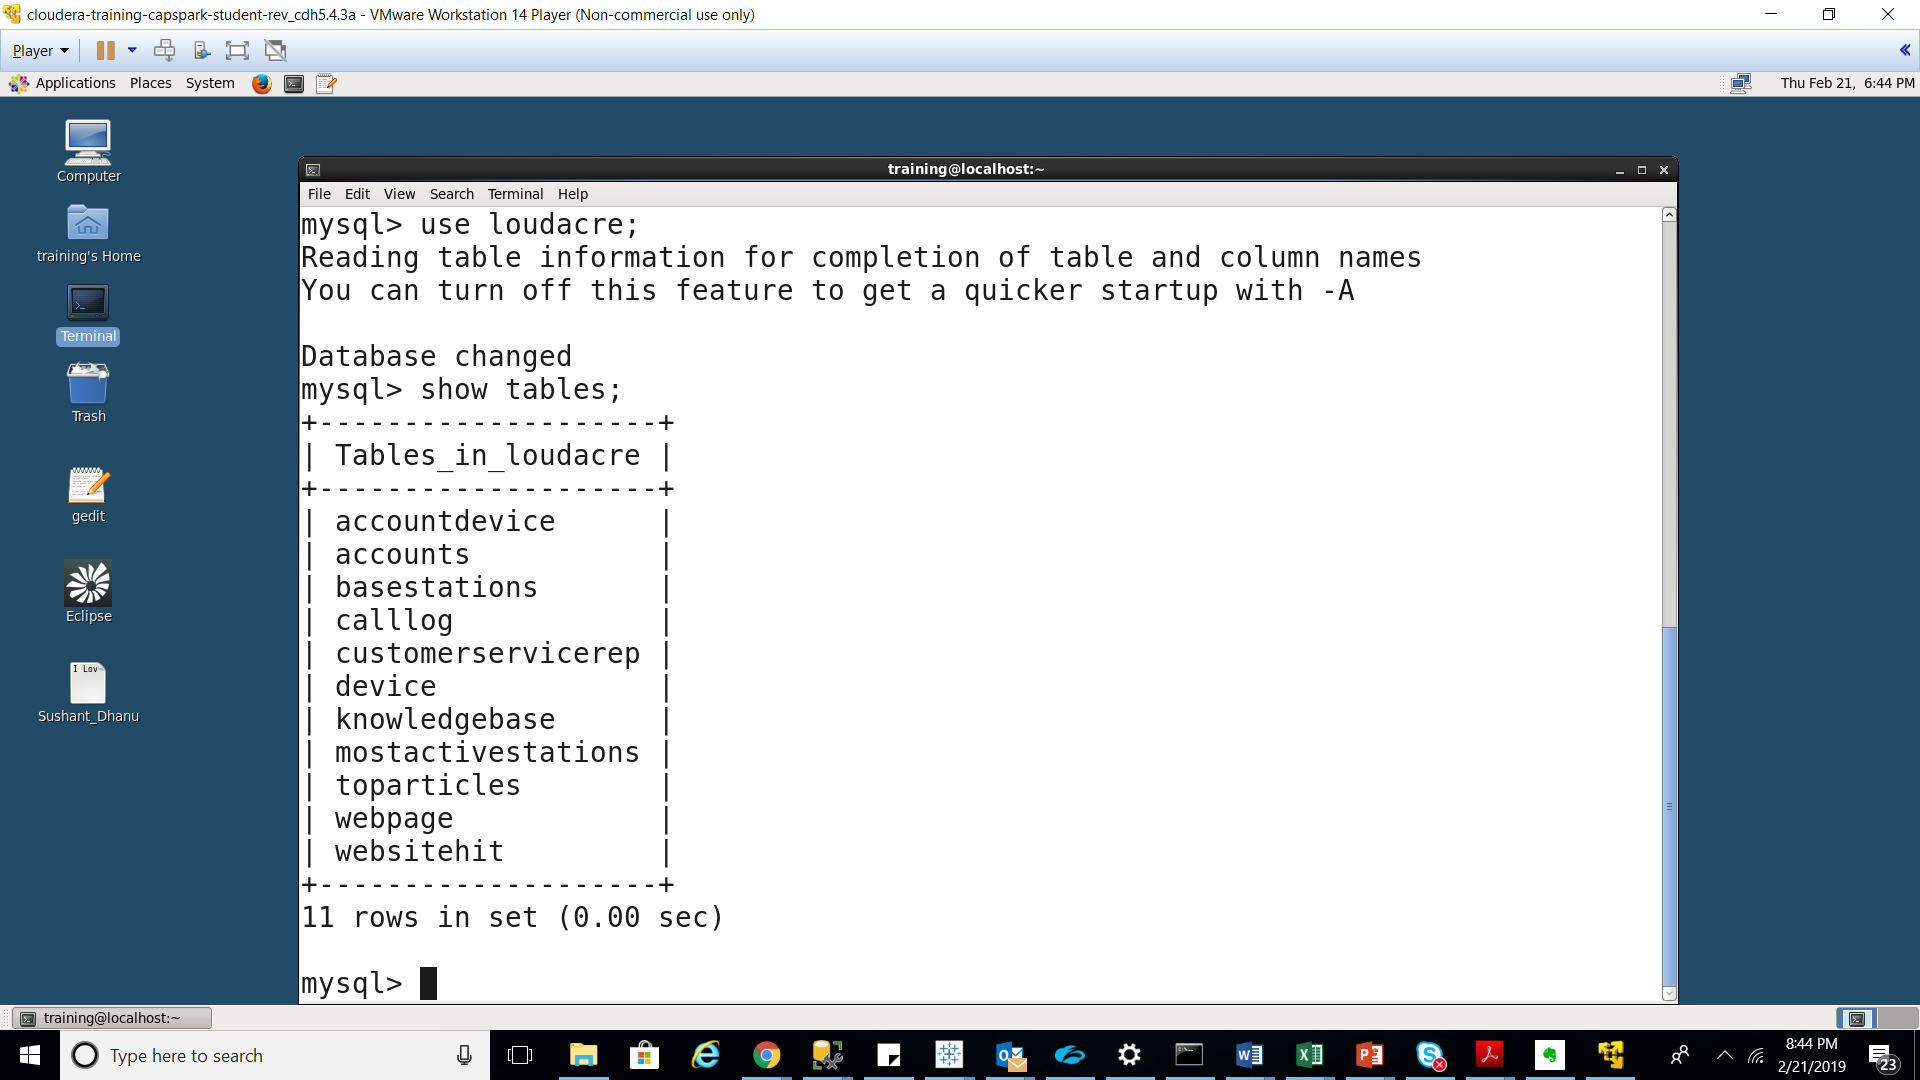 cloudera-training-capspark-student-rev_cdh5.4.3a - VMware Workstation 14 Player (Non-commercial use only)
Player
Applications Places System
Thu Feb 21, 6:44 PM
Computer
training's Home
Terminal
Trash
gedit
Eclipse
I Lov
Sushant_Dhanu
training@localhost:~
File Edit View Search Terminal Help
mysql> use loudacre;
Reading table information for completion of table and column names
You can turn off this feature to get a quicker startup with -A
Database changed
mysql> show tables;
+--------------------+
| Tables_in_loudacre |
+--------------------+
| accountdevice      |
| accounts           |
| basestations       |
| calllog            |
| customerservicerep |
| device             |
| knowledgebase      |
| mostactivestations |
| toparticles        |
| webpage            |
| websitehit         |
+--------------------+
11 rows in set (0.00 sec)
mysql>
training@localhost:~
Type here to search
8:44 PM
2/21/2019
23